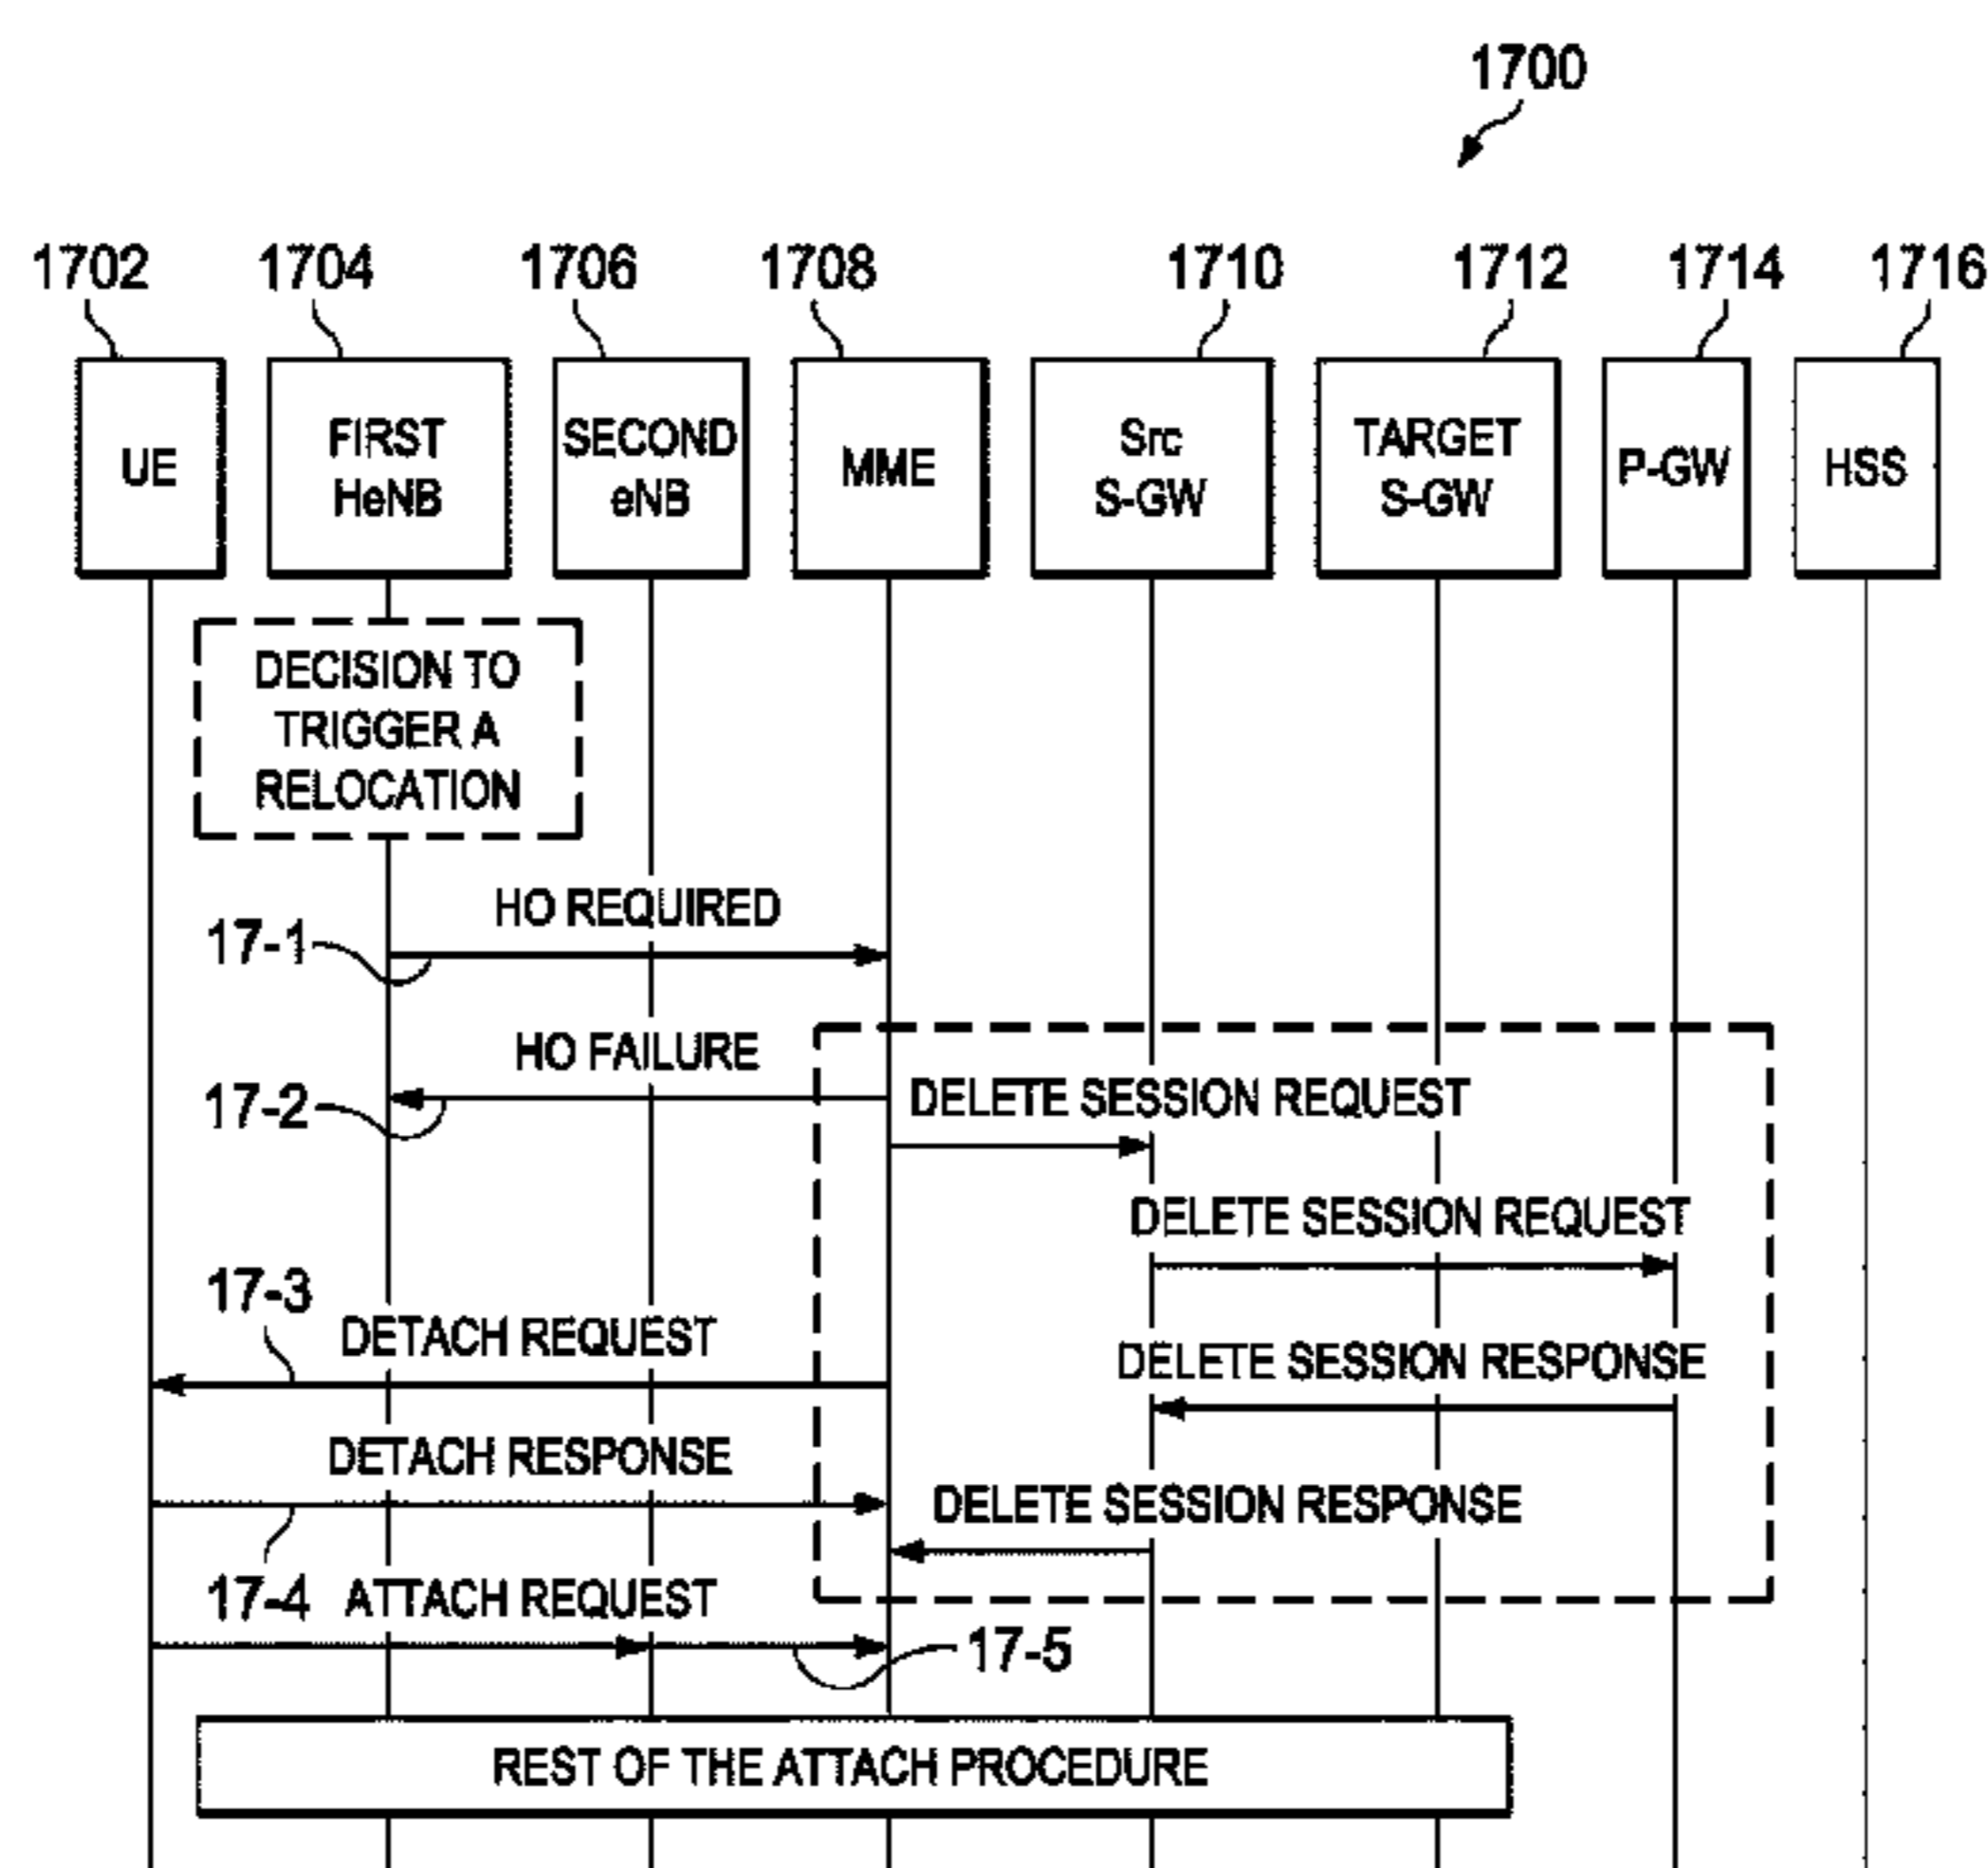 1700
1702
1704
1706
1708
1710
1712
1714
1716
UE
FIRST
HeNB
SECOND
eNB
MME
Src
S-GW
TARGET
S-GW
P-GW
HSS
DECISION TO
TRIGGER A
RELOCATION
HO REQUIRED
17-1
HO FAILURE
17-2
DELETE SESSION REQUEST
DELETE SESSION REQUEST
17-3
DETACH REQUEST
DELETE SESSION RESPONSE
DETACH RESPONSE
DELETE SESSION RESPONSE
17-4
ATTACH REQUEST
17-5
REST OF THE ATTACH PROCEDURE